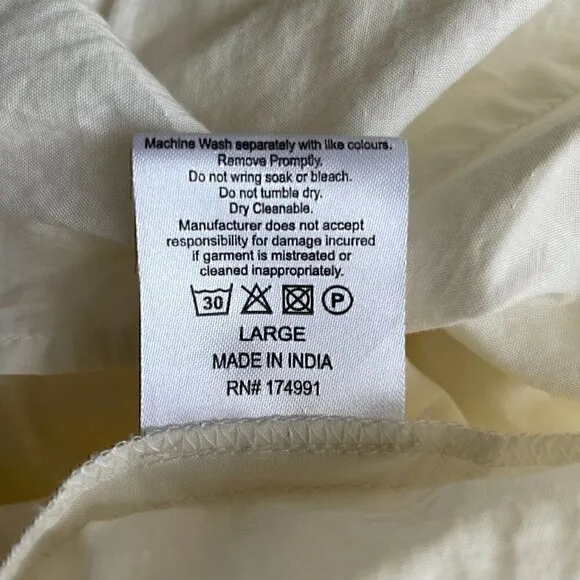 Machine Wash separately with like colours.
Remove Promptly.
Do not wring soak or bleach.
Do not tumble dry.
Dry Cleanable.
Manufacturer does not accept
responsibility for damage incurred
if garment is mistreated or
cleaned inappropriately.
30 P
LARGE
MADE IN INDIA
RN# 174991